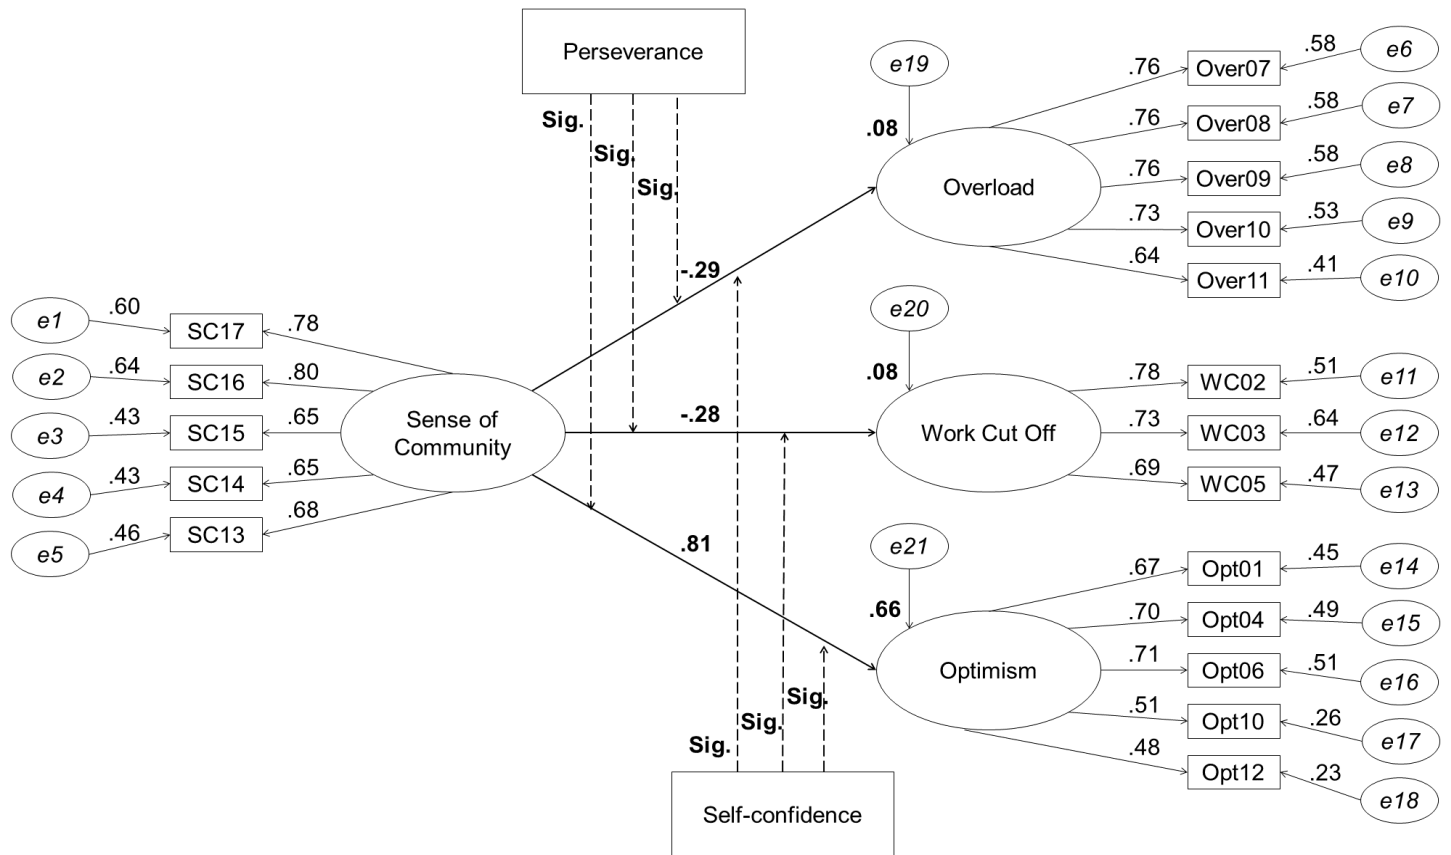 Perseverance
Sig.
Sig.
Sig.
e1
.60
SC17
.78
e2
.64
SC16
.80
e3
.43
SC15
.65
e4
.43
SC14
.65
e5
.46
SC13
.68
Sense of
Community
-.29
-.28
.81
e19
.08
Overload
.76
Over07
.58
e6
.76
Over08
.58
e7
.76
Over09
.58
e8
.73
Over10
.53
e9
.64
Over11
.41
e10
e20
.08
Work Cut Off
.78
WC02
.51
e11
.73
WC03
.64
e12
.69
WC05
.47
e13
e21
.66
Optimism
.67
Opt01
.45
e14
.70
Opt04
.49
e15
.71
Opt06
.51
e16
.51
Opt10
.26
e17
.48
Opt12
.23
e18
Sig.
Sig.
Sig.
Self-confidence